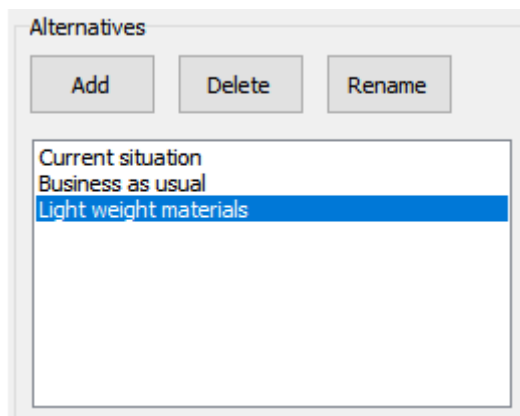 Alternatives
Add Delete Rename
Current situation
Business as usual
Light weight materials